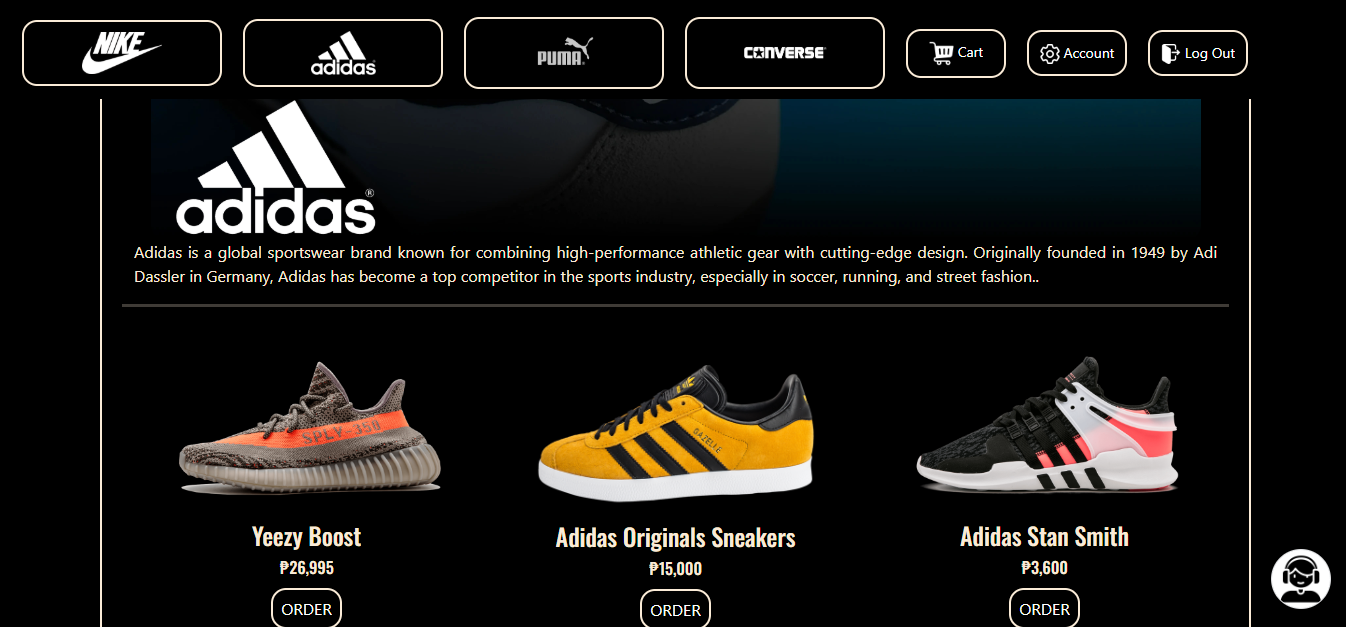 NIKE
adidas
PUMA
CONVERSE
Cart
Account
Log Out
adidas®
Adidas is a global sportswear brand known for combining high-performance athletic gear with cutting-edge design. Originally founded in 1949 by Adi
Dassler in Germany, Adidas has become a top competitor in the sports industry, especially in soccer, running, and street fashion..
SPLY 350
GAZELLE
Yeezy Boost
Adidas Originals Sneakers
Adidas Stan Smith
₱26,995
₱15,000
₱3,600
ORDER
ORDER
ORDER